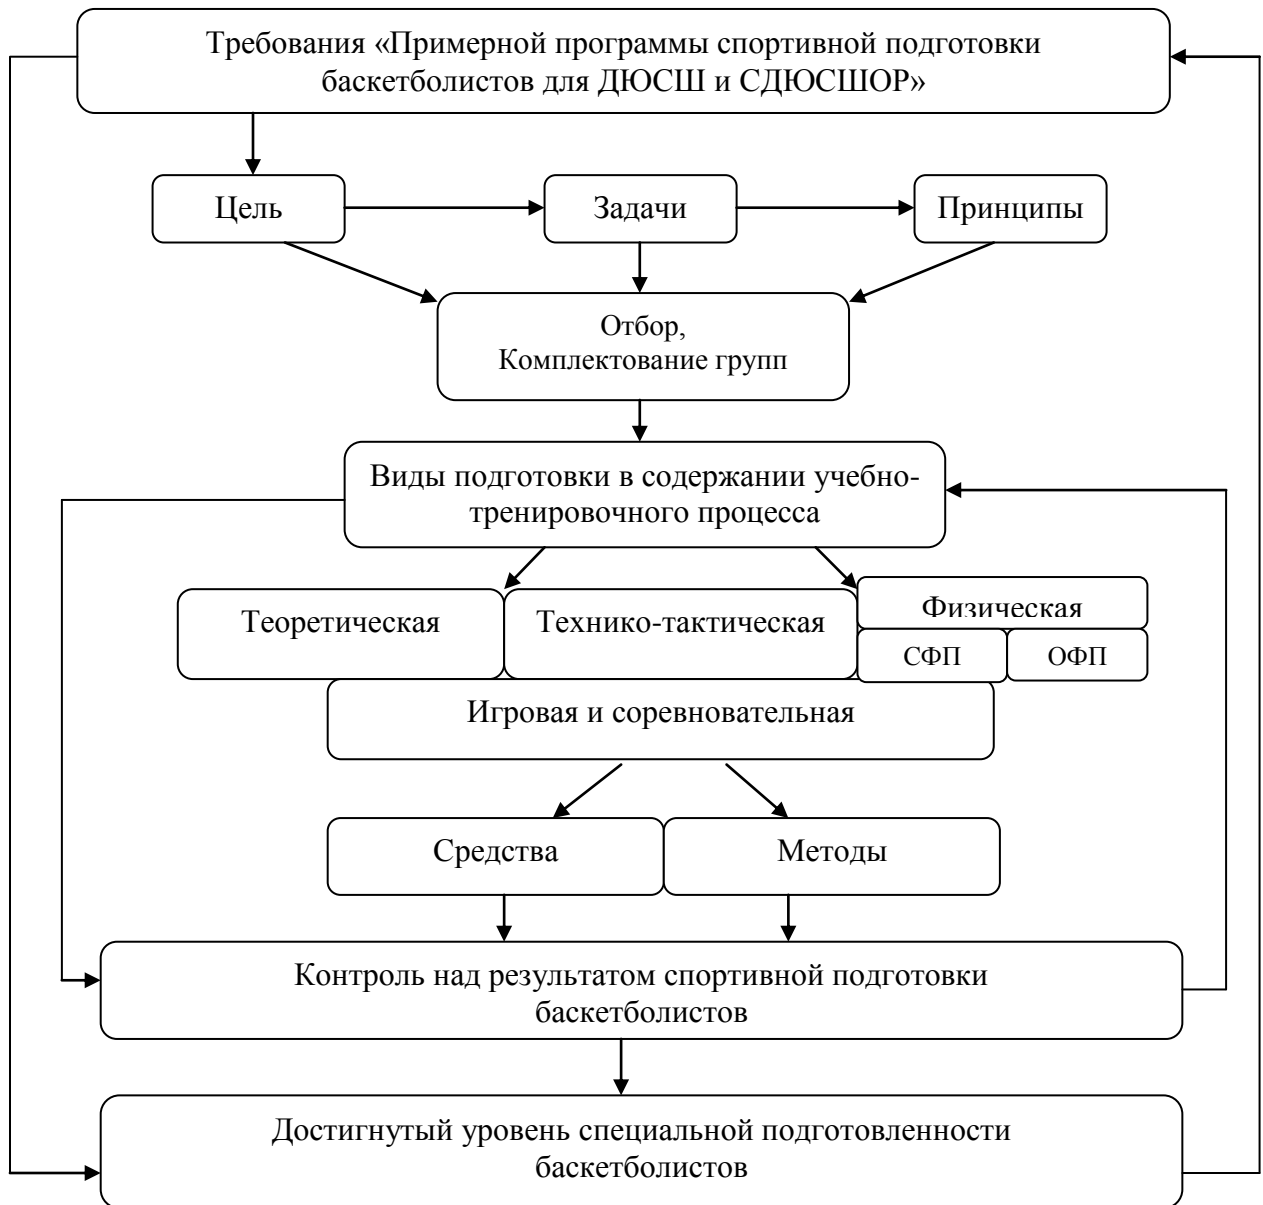 Требования «Примерной программы спортивной подготовки
баскетболистов для ДЮСШ и СДЮСШОР»
Цель
Задачи
Принципы
Отбор,
Комплектование групп
Виды подготовки в содержании учебно-
тренировочного процесса
Теоретическая
Технико-тактическая
Физическая
СФП
ОФП
Игровая и соревновательная
Средства
Методы
Контроль над результатом спортивной подготовки
баскетболистов
Достигнутый уровень специальной подготовленности
баскетболистов